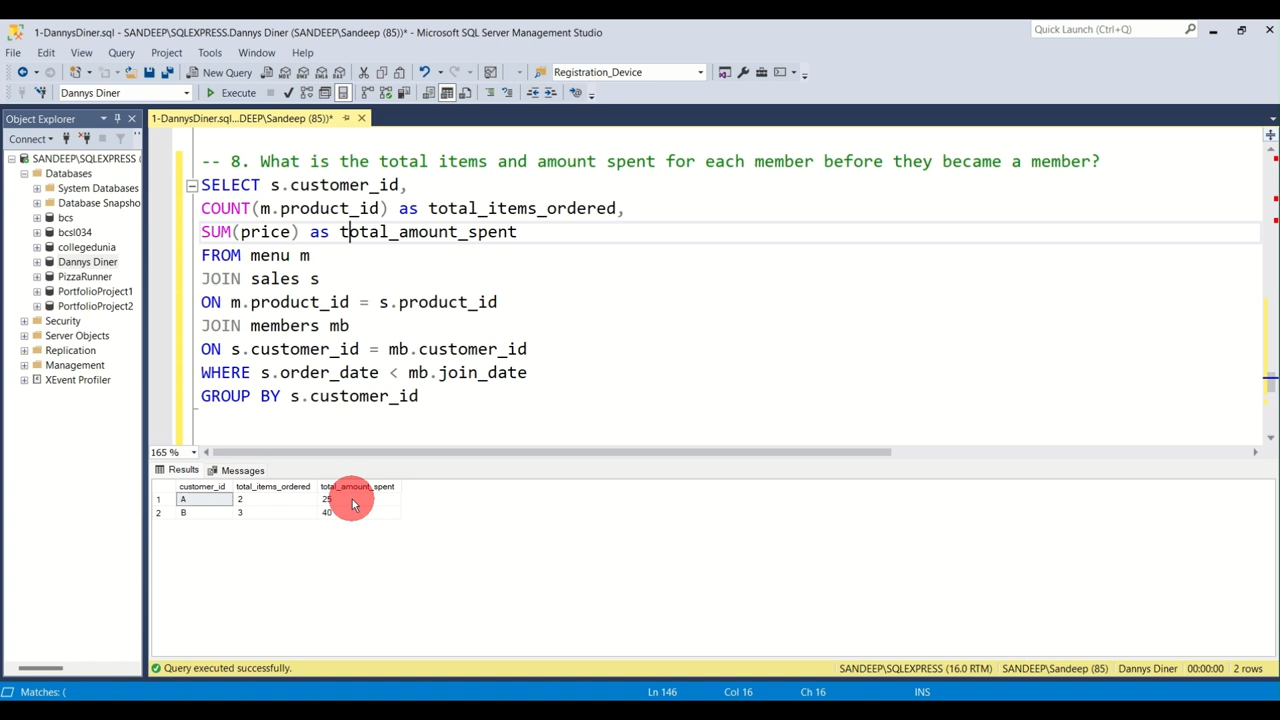 1-DannysDiner.sql - SANDEEP\SQLEXPRESS.Dannys Diner (SANDEEP\Sandeep (85))* - Microsoft SQL Server Management Studio
Quick Launch (Ctrl+Q)
File Edit View Query Project Tools Window Help
New Query
Registration_Device
Dannys Diner
Execute
Object Explorer
1-DannysDiner.sql...DEEP\Sandeep (85))*
Connect
SANDEEP\SQLEXPRESS (
Databases
System Databases
Database Snapsho
bcs
bcsl034
collegedunia
Dannys Diner
PizzaRunner
PortfolioProject1
PortfolioProject2
Security
Server Objects
Replication
Management
XEvent Profiler
-- 8. What is the total items and amount spent for each member before they became a member?
SELECT s.customer_id,
COUNT(m.product_id) as total_items_ordered,
SUM(price) as total_amount_spent
FROM menu m
JOIN sales s
ON m.product_id = s.product_id
JOIN members mb
ON s.customer_id = mb.customer_id
WHERE s.order_date < mb.join_date
GROUP BY s.customer_id
165 %
Results Messages
customer_id total_items_ordered total_amount_spent
1 A 2 25
2 B 3 40
Query executed successfully.
SANDEEP\SQLEXPRESS (16.0 RTM) SANDEEP\Sandeep (85) Dannys Diner 00:00:00 2 rows
Matches: (
Ln 146 Col 16 Ch 16 INS